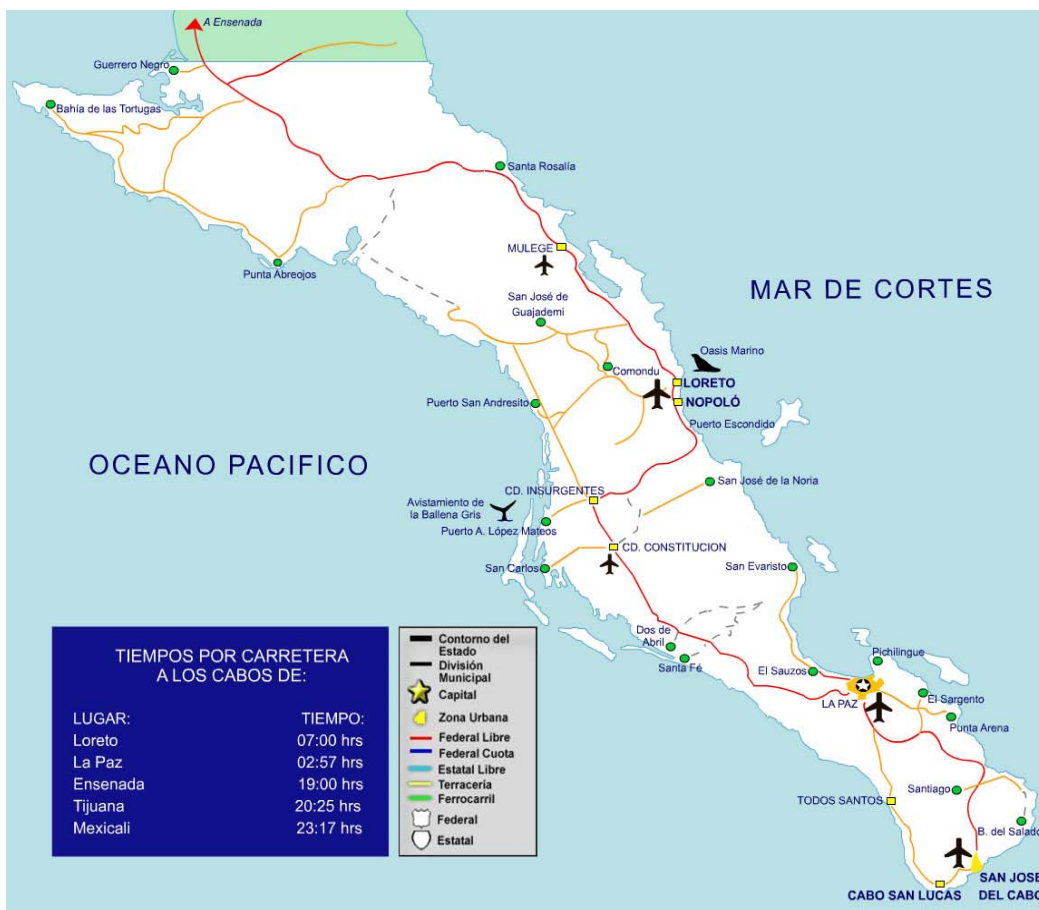 A Ensenada
Guerrero Negro
Bahía de las Tortugas
Santa Rosalía
MULEGE
Punta Abreojos
MAR DE CORTES
San José de
Guajademi
Oasis Marino
Comondu
LORETO
NOPOLÓ
Puerto San Andresito
Puerto Escondido
OCEANO PACIFICO
San José de la Noria
CD. INSURGENTES
Avistamiento de
la Ballena Gris
Puerto A. López Mateos
CD. CONSTITUCION
San Carlos
San Evaristo
Dos de
Abril
Santa Fé
Pichilingue
El Sauzos
El Sargento
LA PAZ
Punta Arena
Santiago
TODOS SANTOS
B. del Salado
SAN JOSE
DEL CABO
CABO SAN LUCAS
TIEMPOS POR CARRETERA
A LOS CABOS DE:
LUGAR: TIEMPO:
Loreto 07:00 hrs
La Paz 02:57 hrs
Ensenada 19:00 hrs
Tijuana 20:25 hrs
Mexicali 23:17 hrs
Contorno del
Estado
División
Municipal
Capital
Zona Urbana
Federal Libre
Federal Cuota
Estatal Libre
Terracería
Ferrocarril
Federal
Estatal